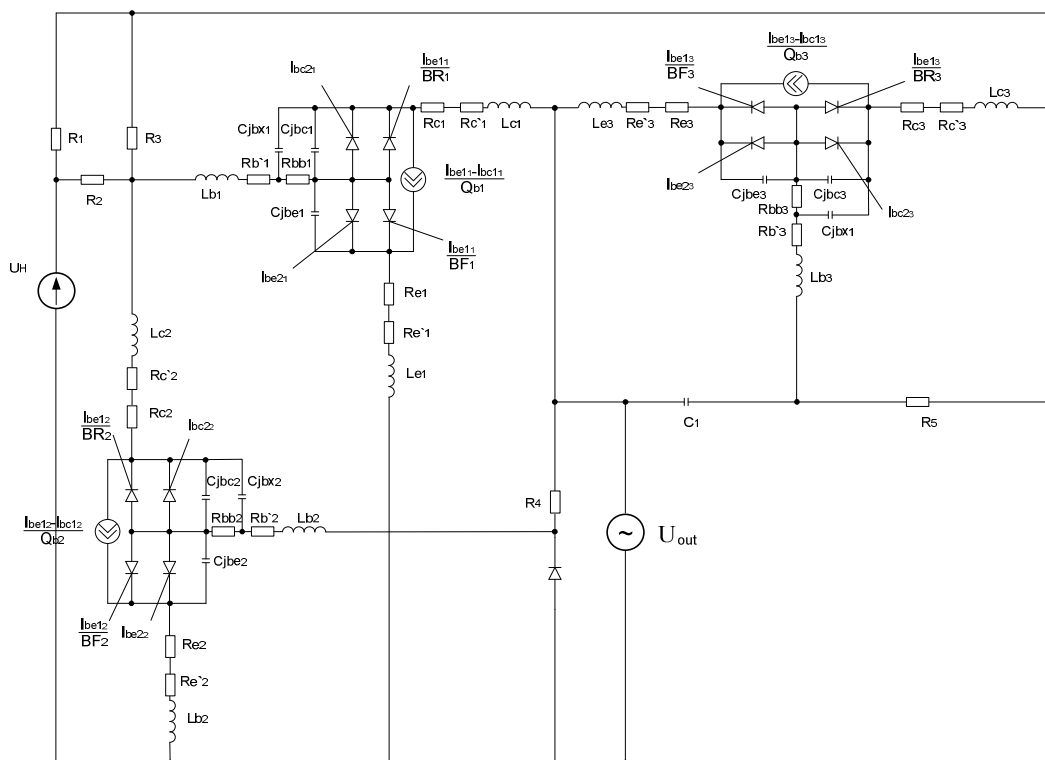 Ibe13-Ibc13
Qb3
Ibe11
BR1
Ibc21
Ibe13
BF3
Ibe13
BR3
Lc3
R1
R3
Cjbx1
Cjbc1
Rc1
Rc`1
Lc1
Le3
Re`3
Re3
Rc3
Rc`3
R2
Lb1
Rb`1
Rbb1
Ibe11-Ibc11
Qb1
Ibe23
Cjbe3
Cjbc3
Rbb3
Ibc23
Cjbe1
Rb`3
Cjbx1
Ibe21
Ibe11
BF1
UH
Lb3
Re1
Re`1
Lc2
Le1
Rc`2
Rc2
C1
R5
Ibe12
BR2
Ibc22
Cjbc2
Cjbx2
R4
Ibe12-Ibc12
Qb2
Rbb2
Rb`2
Lb2
Uout
~
Cjbe2
Ibe12
BF2
Ibe22
Re2
Re`2
Lb2